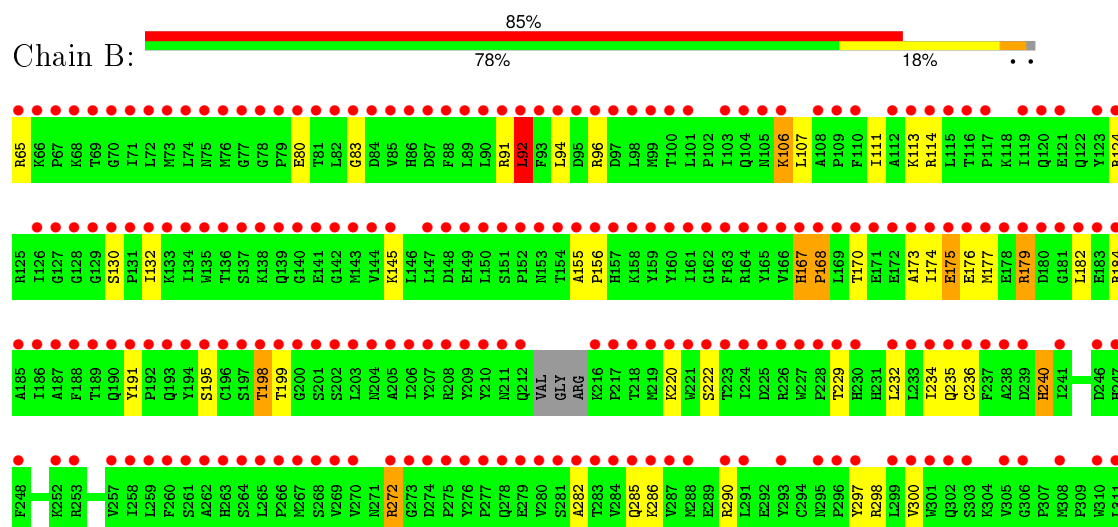 85%
Chain B:
78% 18% • •
R65 K66 P67 K68 T69 G70 I71 L72 M73 I74 N75 M76 G77 G78 P79 E80 T81 L82 G83 D84 V85 H86 D87 F88 L89 L90 R91 L92 F93 L94 D95 R96 D97 L98 M99 T100 L101 P102 I103 Q104 N105 K106 L107 A108 P109 F110 I111 A112 K113 R114 L115 T116 P117 K118 I119 Q120 E121 Q122 Y123 R124
R125 I126 G127 G128 G129 S130 P131 I132 K133 I134 W135 T136 S137 K138 Q139 G140 E141 G142 M143 V144 K145 L146 L147 D148 E149 L150 S151 P152 N153 T154 A155 P156 H157 K158 Y159 Y160 I161 G162 F163 R164 Y165 V166 H167 P168 L169 T170 E171 E172 A173 I174 E175 E176 M177 E178 R179 D180 G181 L182 E183 R184
A185 I186 A187 F188 T189 Q190 Y191 P192 Q193 Y194 S195 C196 S197 T198 T199 G200 S201 S202 L203 N204 A205 I206 Y207 R208 Y209 Y210 N211 Q212 VAL GLY ARG K216 P217 T218 M219 K220 W221 S222 T223 I224 D225 R226 W227 P228 T229 H230 H231 L232 L233 I234 Q235 C236 F237 A238 D239 H240 I241 D246 H247
F248 K252 R253 V257 I258 L259 F260 S261 A262 H263 S264 L265 P266 M267 S268 V269 V270 N271 R272 G273 D274 P275 Y276 P277 Q278 E279 V280 S281 A282 T283 V284 Q285 K286 V287 M288 E289 R290 L291 E292 Y293 C294 N295 P296 Y297 R298 L299 V300 W301 Q302 S303 K304 V305 G306 P307 M308 P309 W310